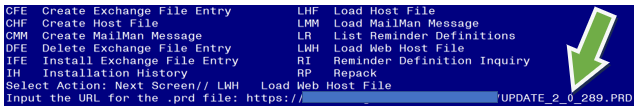 CFE Create Exchange File Entry LHF Load Host File
CHF Create Host File LMM Load MailMan Message
CMM Create MailMan Message LR List Reminder Definitions
DFE Delete Exchange File Entry LWH Load Web Host File
IFE Install Exchange File Entry RI Reminder Definition Inquiry
IH Installation History RP Repack
Select Action: Next Screen// LWH Load Web Host File
Input the URL for the .prd file: https:// /UPDATE_2_0_289.PRD